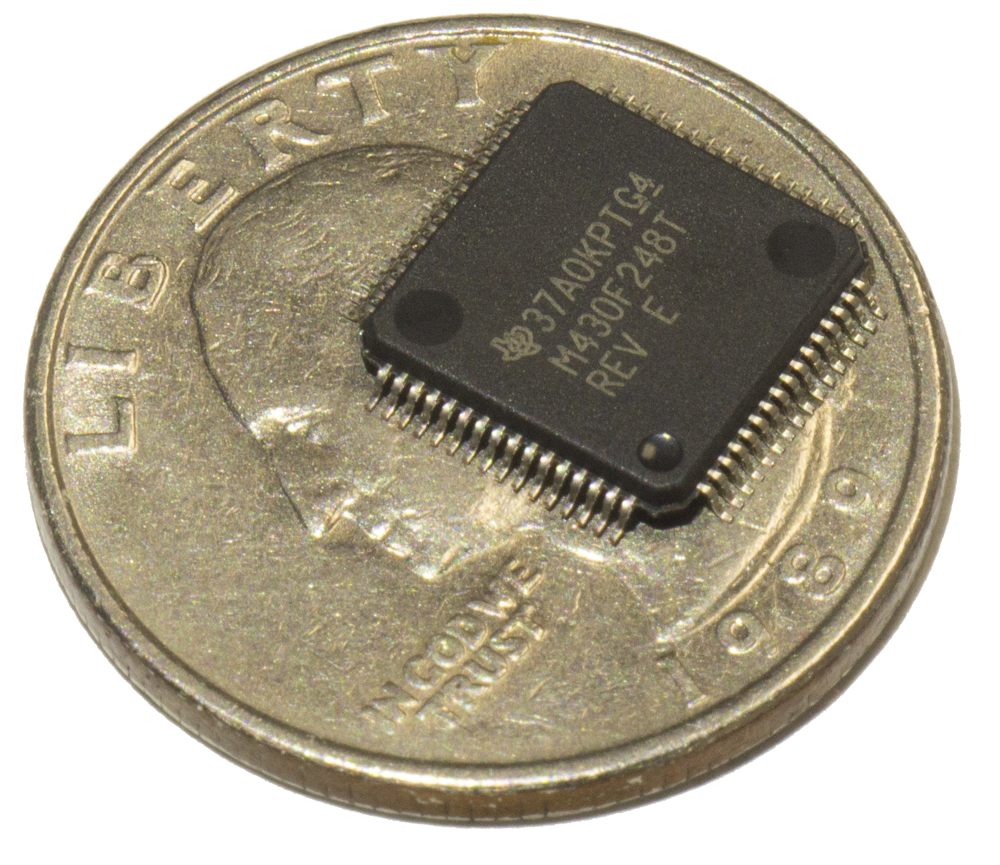 LIBERTY
37A0KPTG4
M430F248T
REV E
IN GOD WE
TRUST
1989